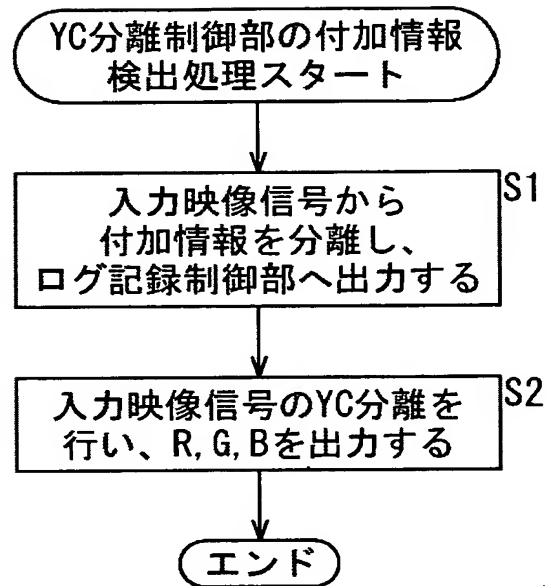 YC分離制御部の付加情報
検出処理スタート
S1
入力映像信号から
付加情報を分離し、
ログ記録制御部へ出力する
S2
入力映像信号のYC分離を
行い、R,G,Bを出力する
エンド